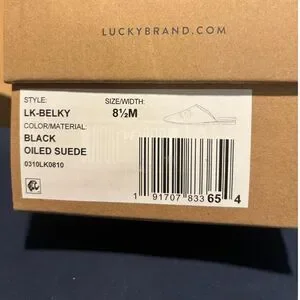 LUCKYBRAND.COM
STYLE: SIZE/WIDTH:
LK-BELKY 8½M
COLOR/MATERIAL:
BLACK
OILED SUEDE
0310LK0810
1 91707 833 65 4